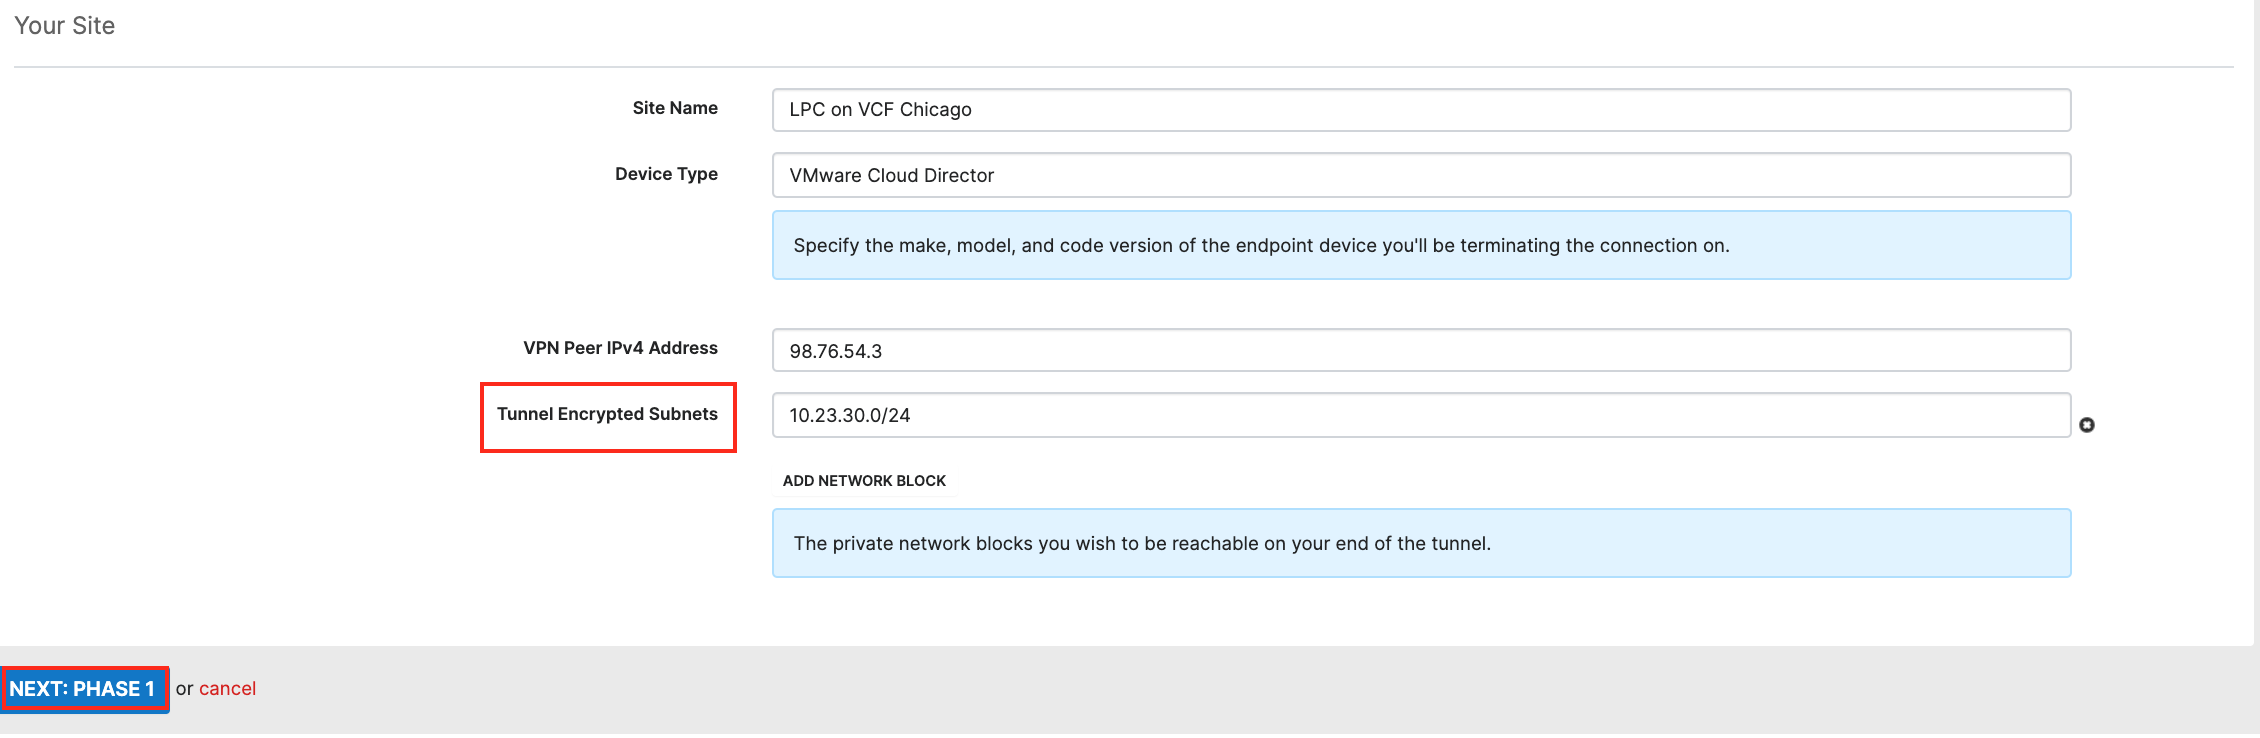 Your Site
Site Name
LPC on VCF Chicago
Device Type
VMware Cloud Director
Specify the make, model, and code version of the endpoint device you'll be terminating the connection on.
VPN Peer IPv4 Address
98.76.54.3
Tunnel Encrypted Subnets
10.23.30.0/24
ADD NETWORK BLOCK
The private network blocks you wish to be reachable on your end of the tunnel.
NEXT: PHASE 1 or cancel